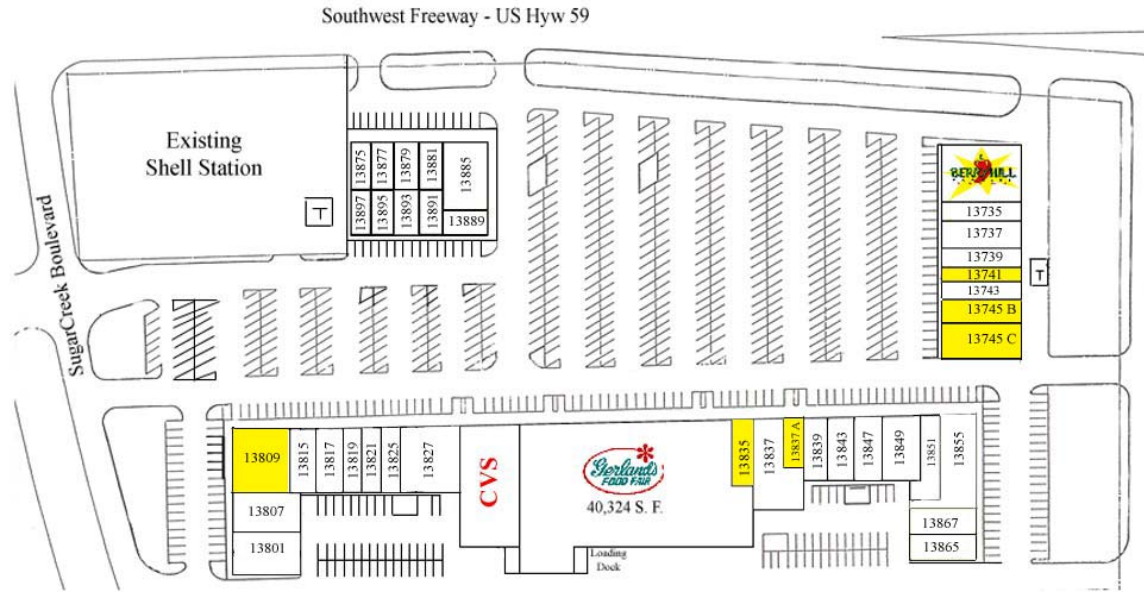 Southwest Freeway - US Hyw 59
Existing
Shell Station
T
13875
13877
13879
13881
13885
13897
13895
13893
13891
13889
SugarCreek Boulevard
BERRYHILL
13735
13737
13739
13741
13743
13745 B
13745 C
T
13809
13815
13817
13819
13821
13825
13827
CVS
Gerland's
FOOD FAIR
40,324 S. F.
13835
13837
13837 A
13839
13843
13847
13849
13851
13855
13807
13801
13867
13865
Loading
Dock